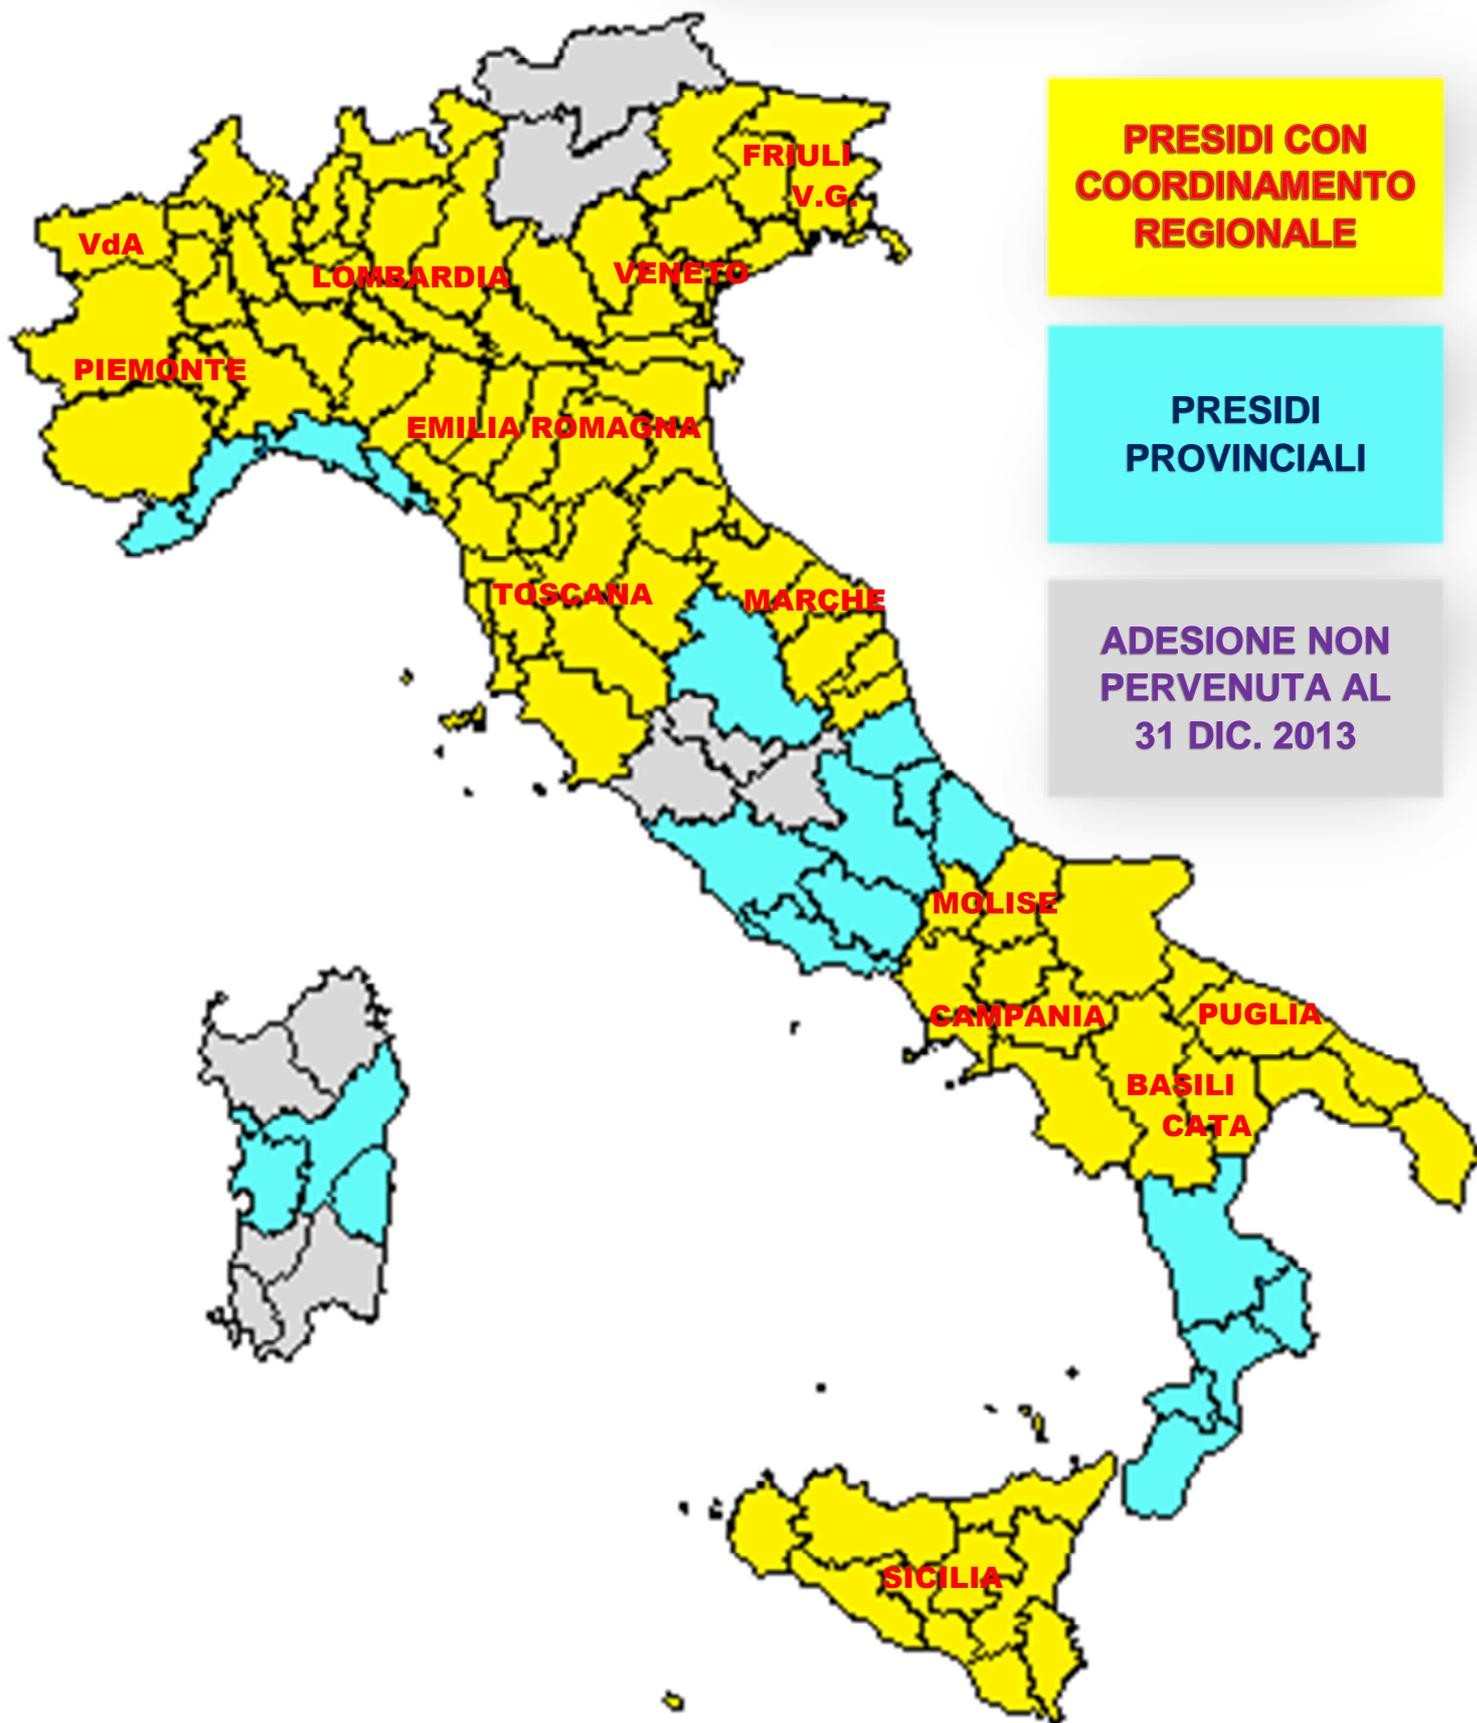 PRESIDI CON
COORDINAMENTO
REGIONALE
PRESIDI
PROVINCIALI
ADESIONE NON
PERVENUTA AL
31 DIC. 2013
FRIULI
V.G.
VdA
LOMBARDIA
VENETO
PIEMONTE
EMILIA ROMAGNA
TOSCANA
MARCHE
MOLISE
CAMPANIA
PUGLIA
BASILI
CATA
SICILIA